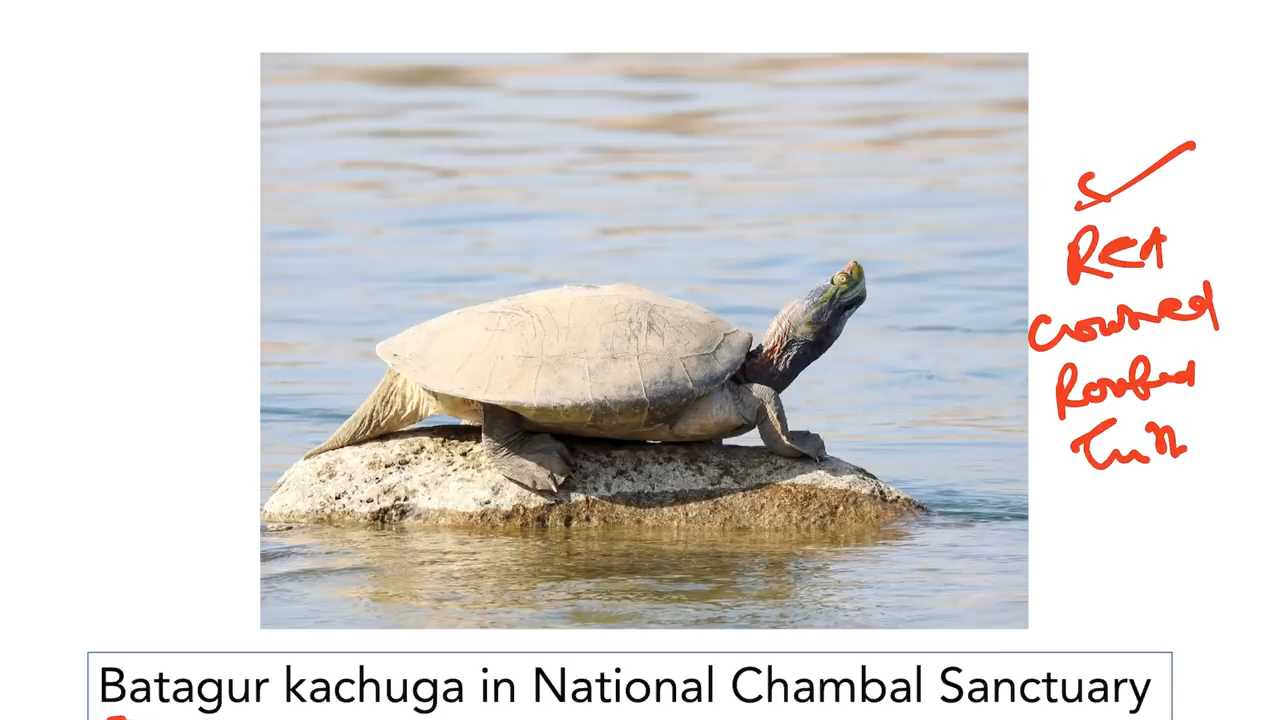 Red
Crowned
Roofed
Batagur kachuga in National Chambal Sanctuary